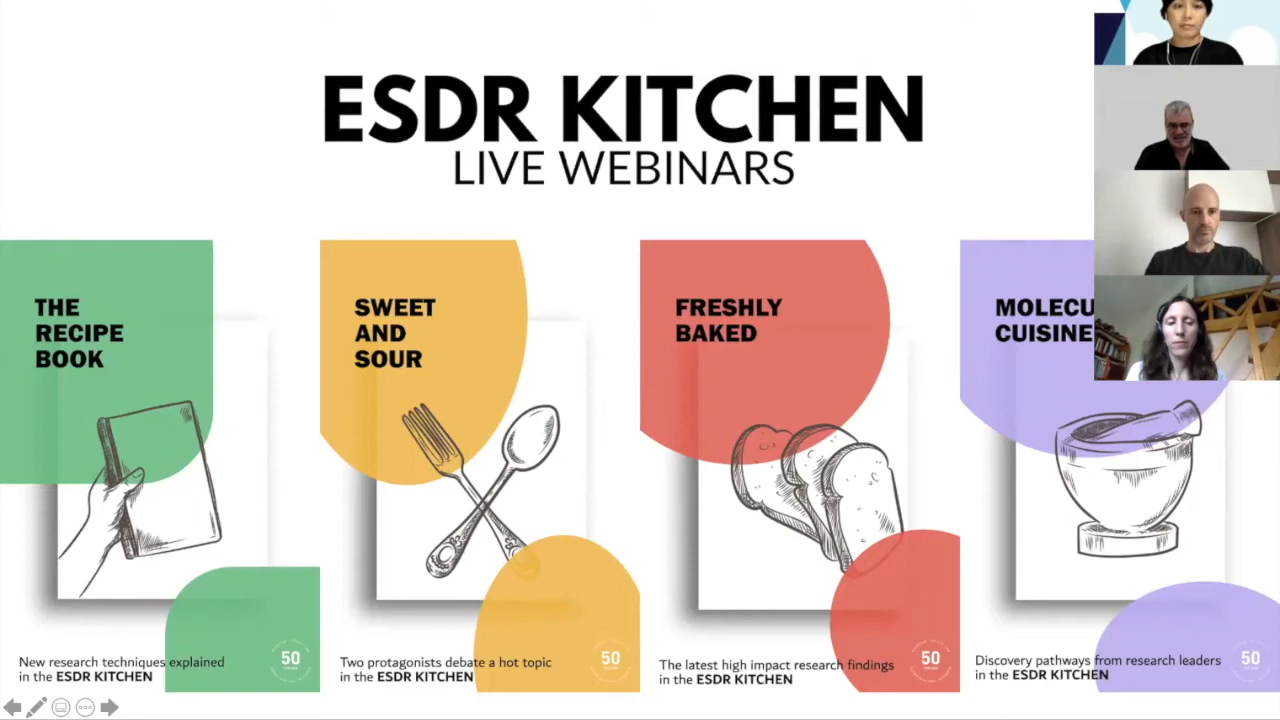 ESDR KITCHEN
LIVE WEBINARS
THE
RECIPE
BOOK
New research techniques explained
in the ESDR KITCHEN
50
SWEET
AND
SOUR
Two protagonists debate a hot topic
in the ESDR KITCHEN
50
FRESHLY
BAKED
The latest high impact research findings
in the ESDR KITCHEN
50
MOLECU
CUISINE
Discovery pathways from research leaders
in the ESDR KITCHEN
50